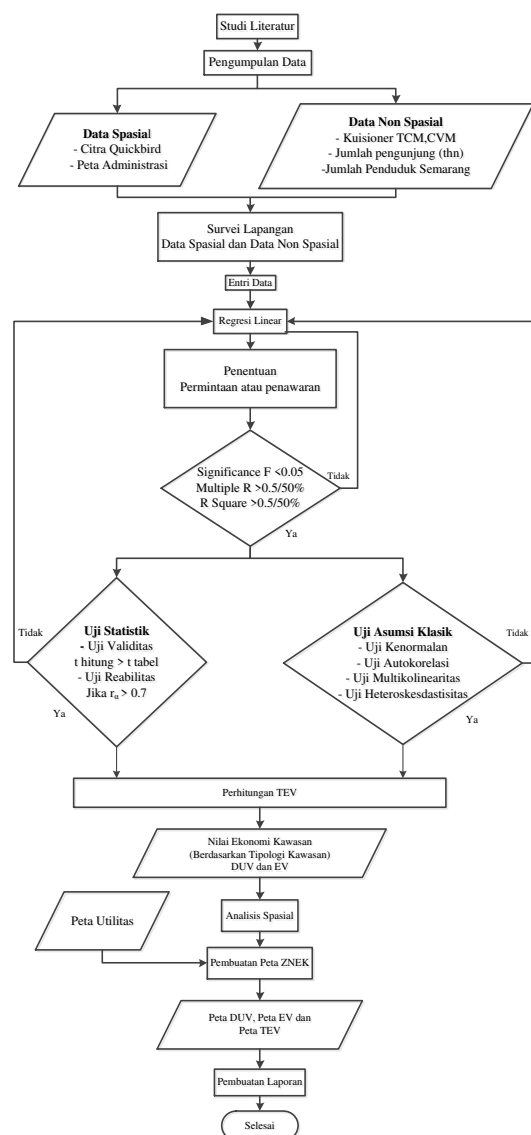 Studi Literatur
Pengumpulan Data
Data Spasial
- Citra Quickbird
- Peta Administrasi
Data Non Spasial
- Kuisioner TCM,CVM
- Jumlah pengunjung (thn)
-Jumlah Penduduk Semarang
Survei Lapangan
Data Spasial dan Data Non Spasial
Entri Data
Regresi Linear
Penentuan
Permintaan atau penawaran
Significance F <0.05
Multiple R >0.5/50%
R Square >0.5/50%
Tidak
Ya
Uji Statistik
- Uji Validitas
t hitung > t tabel
- Uji Reabilitas
Jika rα > 0.7
Tidak
Ya
Uji Asumsi Klasik
- Uji Kenormalan
- Uji Autokorelasi
- Uji Multikolinearitas
- Uji Heteroskesdastisitas
Tidak
Ya
Perhitungan TEV
Nilai Ekonomi Kawasan
(Berdasarkan Tipologi Kawasan)
DUV dan EV
Peta Utilitas
Analisis Spasial
Pembuatan Peta ZNEK
Peta DUV, Peta EV dan
Peta TEV
Pembuatan Laporan
Selesai